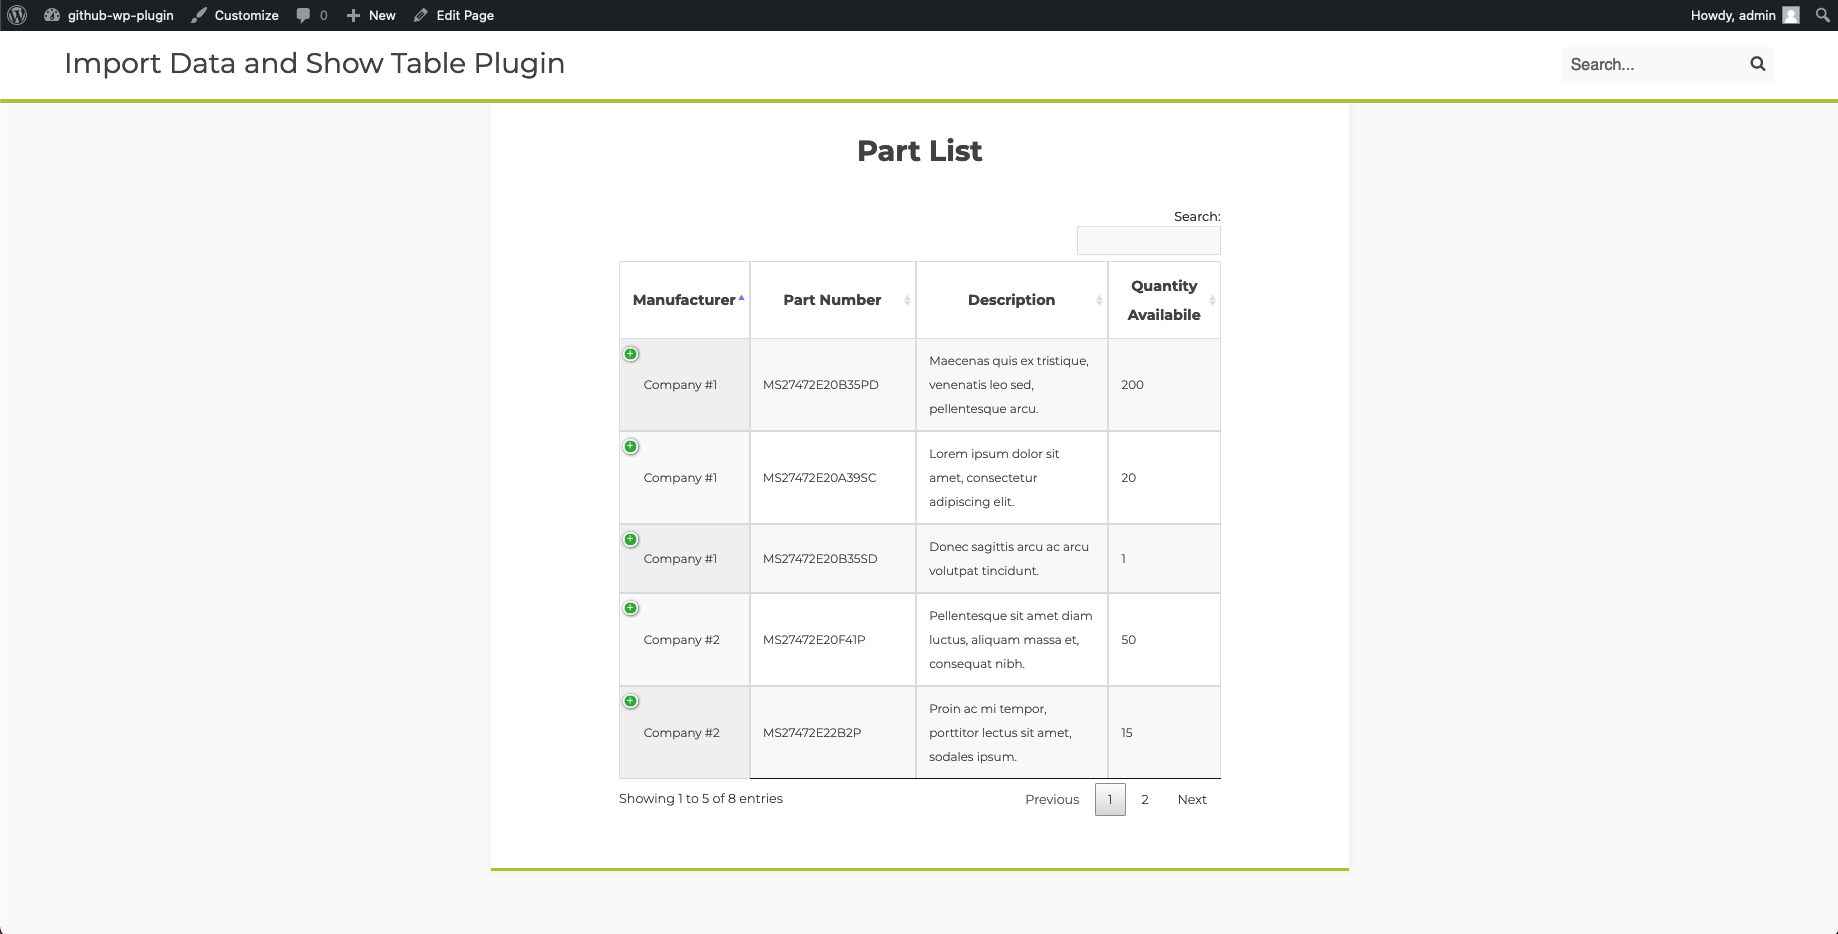 github-wp-plugin Customize 0 New Edit Page Howdy, admin
Import Data and Show Table Plugin Search...
Part List
Search:
Manufacturer Part Number Description Quantity Availabile
Company #1 MS27472E20B35PD Maecenas quis ex tristique,
venenatis leo sed,
pellentesque arcu. 200
Company #1 MS27472E20A39SC Lorem ipsum dolor sit
amet, consectetur
adipiscing elit. 20
Company #1 MS27472E20B35SD Donec sagittis arcu ac arcu
volutpat tincidunt. 1
Company #2 MS27472E20F41P Pellentesque sit amet diam
luctus, aliquam massa et,
consequat nibh. 50
Company #2 MS27472E22B2P Proin ac mi tempor,
porttitor lectus sit amet,
sodales ipsum. 15
Showing 1 to 5 of 8 entries Previous 1 2 Next